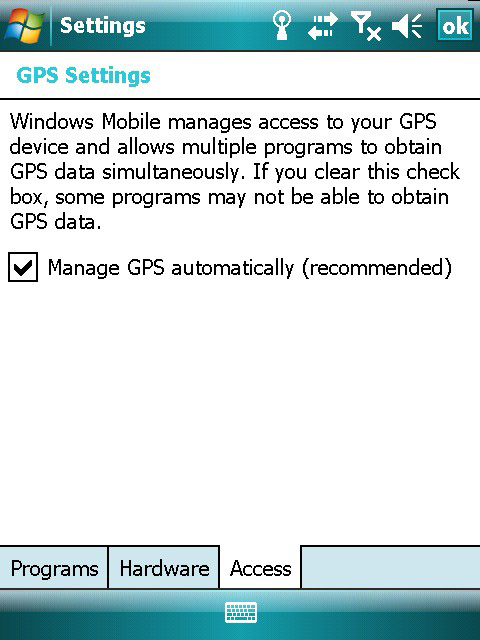 Settings
ok
GPS Settings
Windows Mobile manages access to your GPS
device and allows multiple programs to obtain
GPS data simultaneously. If you clear this check
box, some programs may not be able to obtain
GPS data.
Manage GPS automatically (recommended)
Programs
Hardware
Access